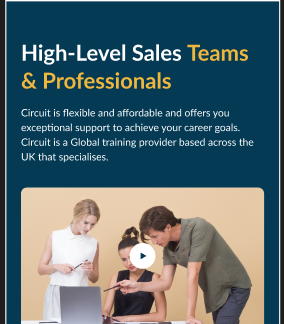 High-Level Sales Teams
& Professionals
Circuit is flexible and affordable and offers you
exceptional support to achieve your career goals.
Circuit is a Global training provider based across the
UK that specialises.